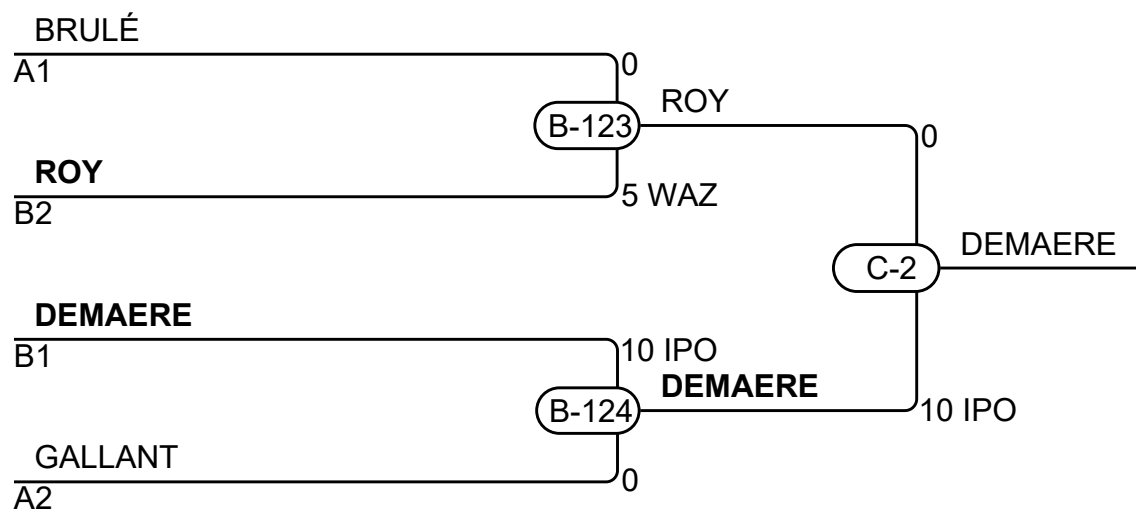 BRULÉ
A1
0
B-123
ROY
0
ROY
B2
5 WAZ
C-2
DEMAERE
DEMAERE
B1
10 IPO
DEMAERE
B-124
10 IPO
GALLANT
A2
0